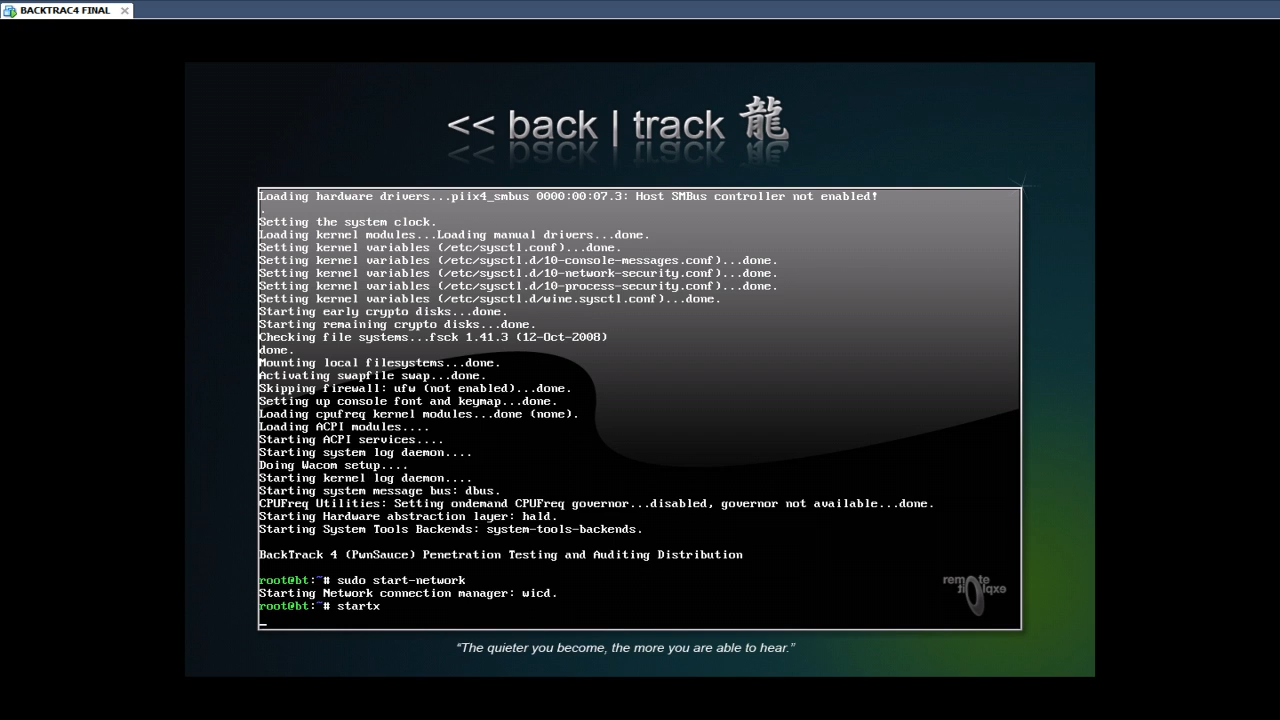 BACKTRAC4 FINAL
<< back | track 龍
Loading hardware drivers...piix4_smbus 0000:00:07.3: Host SMBus controller not enabled!
.
Setting the system clock.
Loading kernel modules...Loading manual drivers...done.
Setting kernel variables (/etc/sysctl.conf)...done.
Setting kernel variables (/etc/sysctl.d/10-console-messages.conf)...done.
Setting kernel variables (/etc/sysctl.d/10-network-security.conf)...done.
Setting kernel variables (/etc/sysctl.d/10-process-security.conf)...done.
Setting kernel variables (/etc/sysctl.d/wine.sysctl.conf)...done.
Starting early crypto disks...done.
Starting remaining crypto disks...done.
Checking file systems...fsck 1.41.3 (12-Oct-2008)
done.
Mounting local filesystems...done.
Activating swapfile swap...done.
Skipping firewall: ufw (not enabled)...done.
Setting up console font and keymap...done.
Loading cpufreq kernel modules...done (none).
Loading ACPI modules....
Starting ACPI services....
Starting system log daemon....
Doing Wacom setup....
Starting kernel log daemon....
Starting system message bus: dbus.
CPUFreq Utilities: Setting ondemand CPUFreq governor...disabled, governor not available...done.
Starting Hardware abstraction layer: hald.
Starting System Tools Backends: system-tools-backends.
BackTrack 4 (PwnSauce) Penetration Testing and Auditing Distribution
root@bt:~# sudo start-network
Starting Network connection manager: wicd.
root@bt:~# startx
remote
exploit
“The quieter you become, the more you are able to hear.”